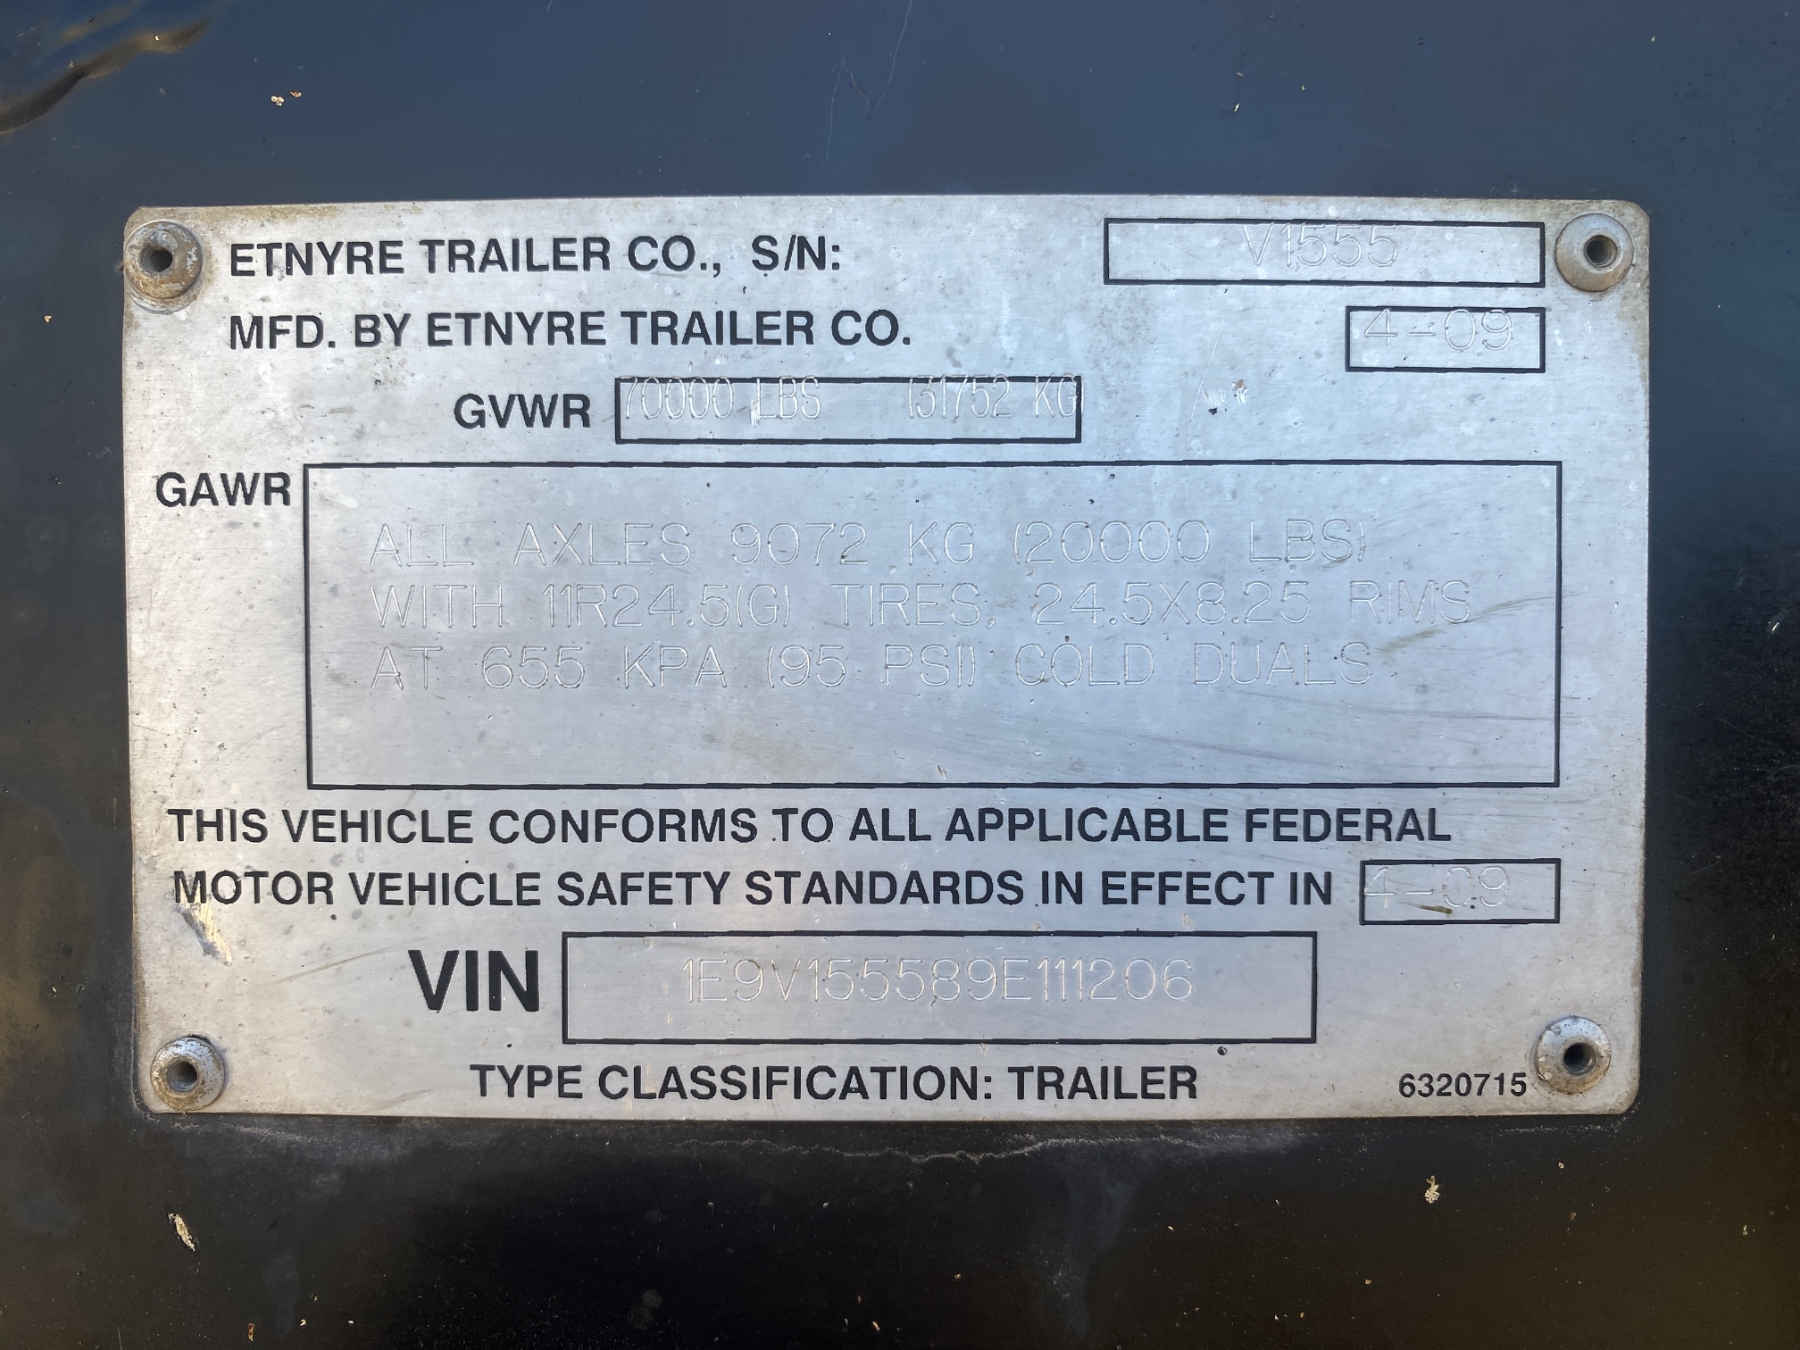 ETNYRE TRAILER CO., S/N: V1555
MFD. BY ETNYRE TRAILER CO. 4-09
GVWR 70000 LBS (31752 KG
GAWR
ALL AXLES 9072 KG (20000 LBS)
WITH 11R24.5(G) TIRES, 24.5X8.25 RIMS
AT 655 KPA (95 PSI) COLD DUALS
THIS VEHICLE CONFORMS TO ALL APPLICABLE FEDERAL
MOTOR VEHICLE SAFETY STANDARDS IN EFFECT IN 4-09
VIN 1E9V155589E111206
TYPE CLASSIFICATION: TRAILER 6320715